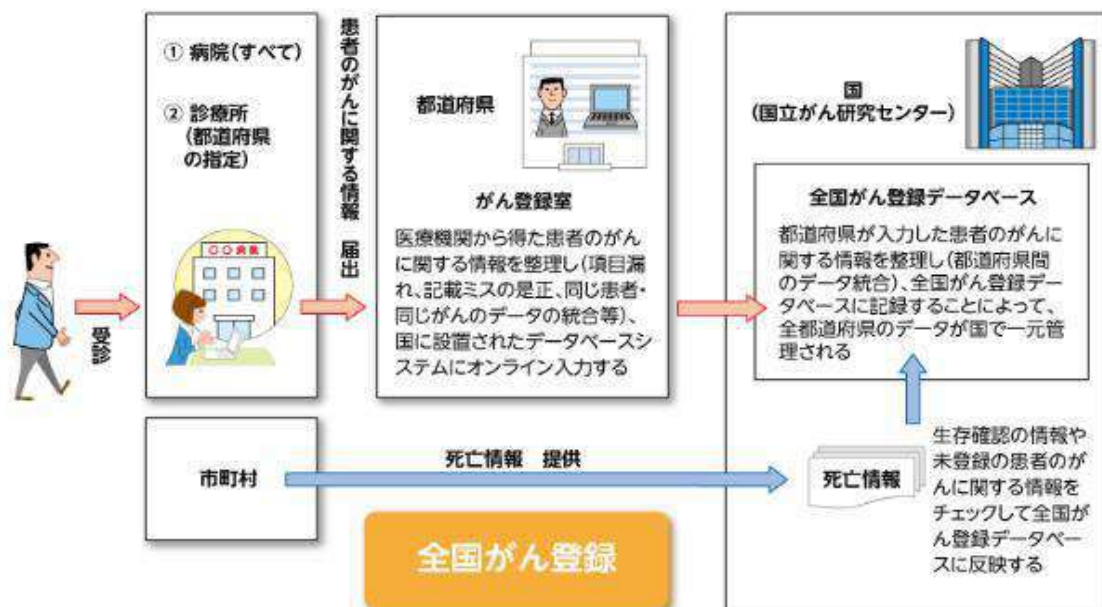 ① 病院(すべて)
② 診療所
(都道府県
の指定)
〇〇病院
受診
患者のがんに関する情報 届出
都道府県
がん登録室
医療機関から得た患者のがん
に関する情報を整理し(項目漏
れ、記載ミスの是正、同じ患者・
同じがんのデータの統合等)、
国に設置されたデータベースシ
ステムにオンライン入力する
国
(国立がん研究センター)
全国がん登録データベース
都道府県が入力した患者のがんに
関する情報を整理し(都道府県間
のデータ統合)、全国がん登録デー
タベースに記録することによって、
全都道府県のデータが国で一元管
理される
市町村
死亡情報 提供
死亡情報
生存確認の情報や
未登録の患者のが
んに関する情報を
チェックして全国が
ん登録データベー
スに反映する
全国がん登録